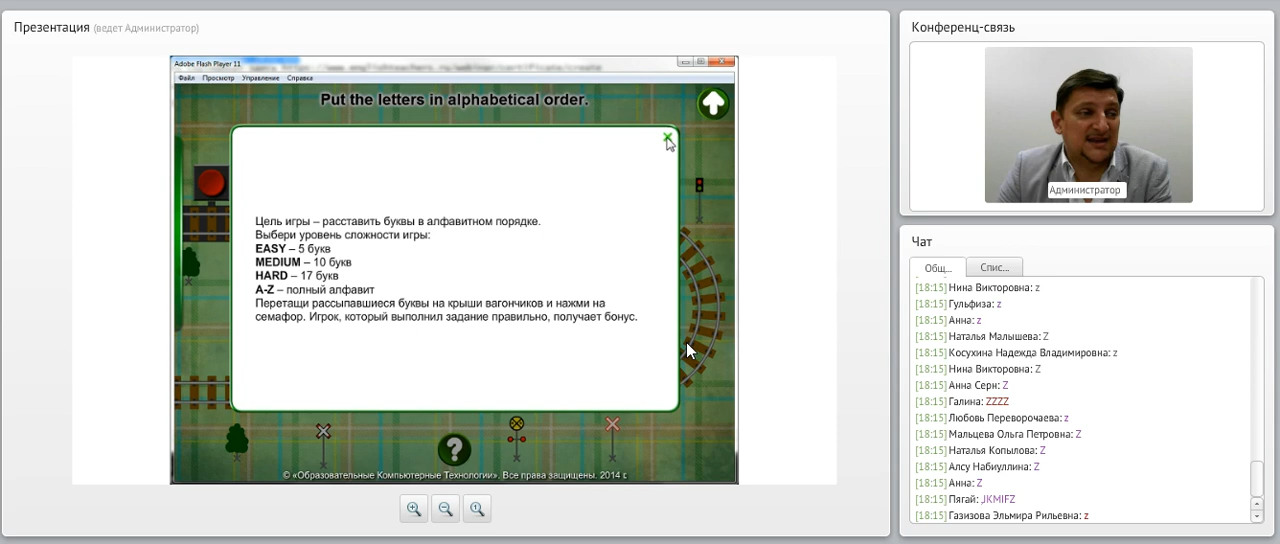 Презентация (ведет Администратор)
Adobe Flash Player 11
Файл Просмотр Управление Справка
Put the letters in alphabetical order.
Цель игры – расставить буквы в алфавитном порядке.
Выбери уровень сложности игры:
EASY – 5 букв
MEDIUM – 10 букв
HARD – 17 букв
A-Z – полный алфавит
Перетащи рассыпавшиеся буквы на крыши вагончиков и нажми на
семафор. Игрок, который выполнил задание правильно, получает бонус.
?
© «Образовательные Компьютерные Технологии». Все права защищены. 2014 г.
Конференц-связь
Администратор
Чат
Общ... Спис...
[18:15] Нина Викторовна: z
[18:15] Гульфиза: z
[18:15] Анна: z
[18:15] Наталья Малышева: Z
[18:15] Косухина Надежда Владимировна: z
[18:15] Нина Викторовна: Z
[18:15] Анна Серн: Z
[18:15] Галина: ZZZZ
[18:15] Любовь Переворочаева: z
[18:15] Мальцева Ольга Петровна: Z
[18:15] Наталья Копылова: Z
[18:15] Алсу Набиуллина: Z
[18:15] Анна: Z
[18:15] Пягай: ,JKMIFZ
[18:15] Газизова Эльмира Рильевна: z